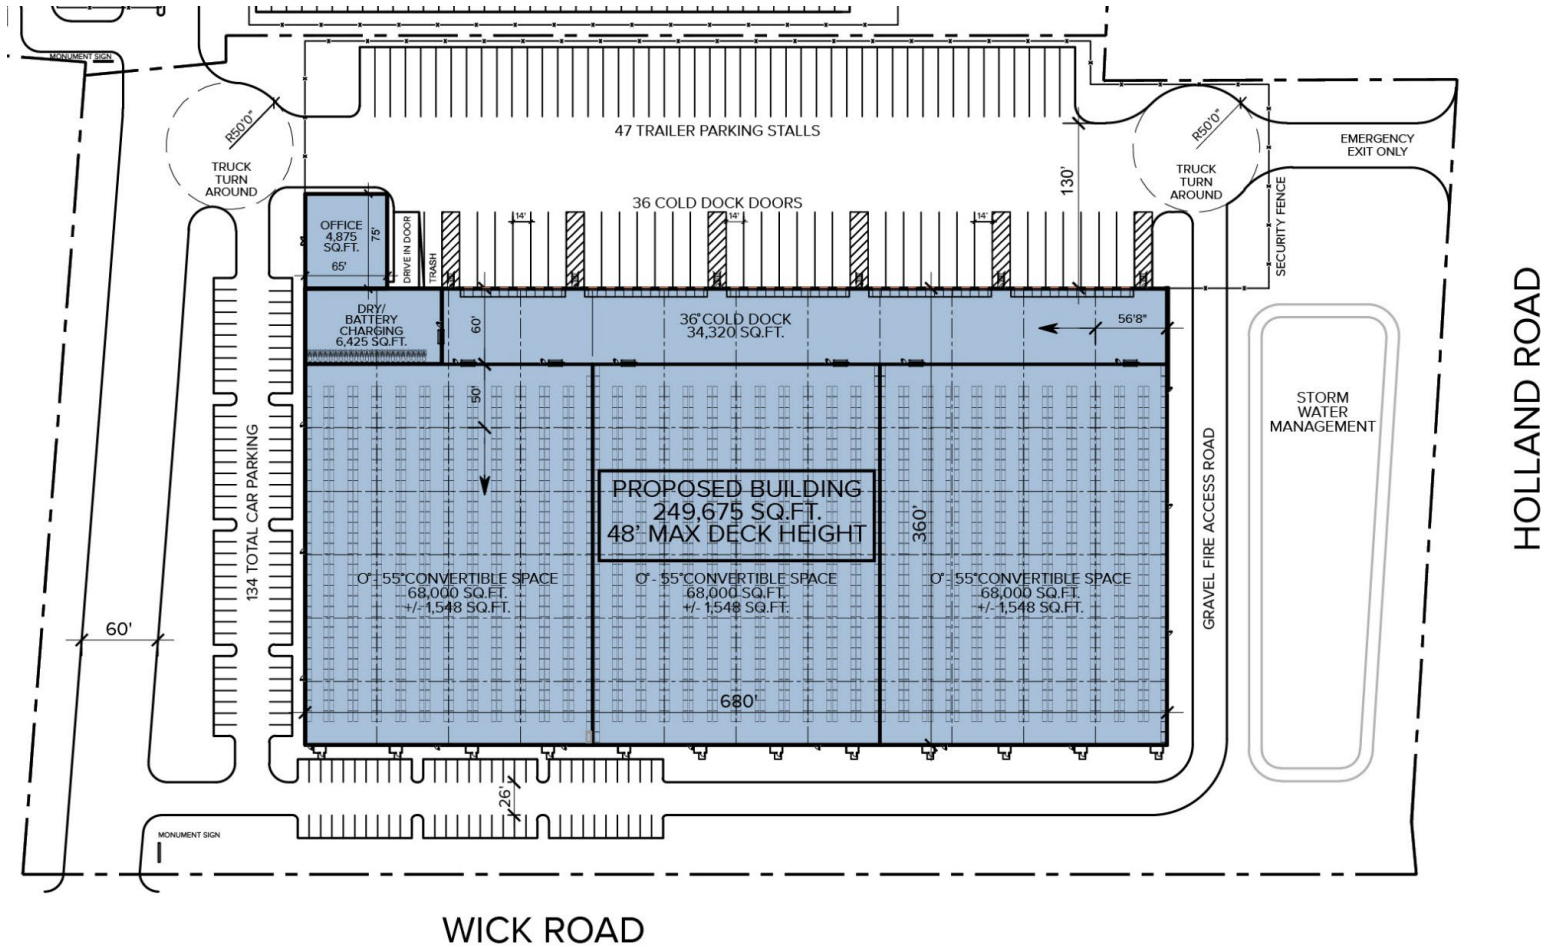 MONUMENT SIGN
R50'0"
TRUCK
TURN
AROUND
47 TRAILER PARKING STALLS
130'
R50'0"
TRUCK
TURN
AROUND
EMERGENCY
EXIT ONLY
SECURITY FENCE
36 COLD DOCK DOORS
14'
14'
14'
OFFICE
4,875
SQ.FT.
75'
65'
DRIVE IN DOOR
TRASH
DRY/
BATTERY
CHARGING
6,425 SQ.FT.
60'
36°COLD DOCK
34,320 SQ.FT.
56'8"
50'
PROPOSED BUILDING
249,675 SQ.FT.
48' MAX DECK HEIGHT
360'
0°- 55°CONVERTIBLE SPACE
68,000 SQ.FT.
+/- 1,548 SQ.FT.
0°- 55°CONVERTIBLE SPACE
68,000 SQ.FT.
+/- 1,548 SQ.FT.
0°- 55°CONVERTIBLE SPACE
68,000 SQ.FT.
+/- 1,548 SQ.FT.
680'
134 TOTAL CAR PARKING
60'
26'
GRAVEL FIRE ACCESS ROAD
STORM
WATER
MANAGEMENT
HOLLAND ROAD
MONUMENT SIGN
WICK ROAD